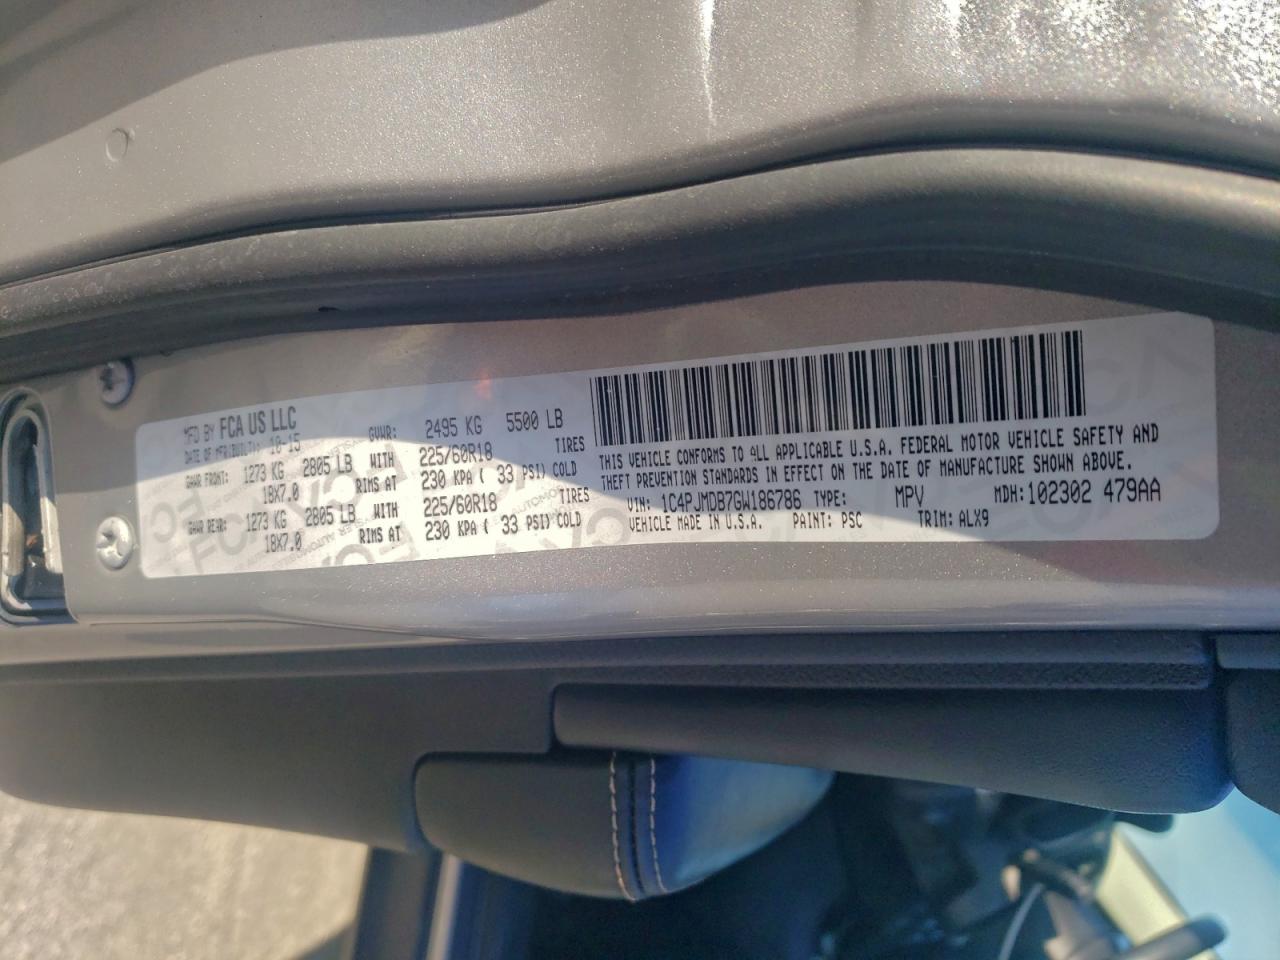 MFD BY FCA US LLC
DATE OF MFR(BUILT): 10-15 GVWR: 2495 KG 5500 LB
GAWR FRONT: 1273 KG 2805 LB WITH 225/60R18 TIRES
18X7.0 RIMS AT 230 KPA ( 33 PSI) COLD
GAWR REAR: 1273 KG 2805 LB WITH 225/60R18 TIRES
18X7.0 RIMS AT 230 KPA ( 33 PSI) COLD
THIS VEHICLE CONFORMS TO ALL APPLICABLE U.S.A. FEDERAL MOTOR VEHICLE SAFETY AND
THEFT PREVENTION STANDARDS IN EFFECT ON THE DATE OF MANUFACTURE SHOWN ABOVE.
VIN: 1C4PJMDB7GW186786 TYPE: MPV MDH: 102302 479AA
VEHICLE MADE IN U.S.A. PAINT: PSC TRIM: ALX9